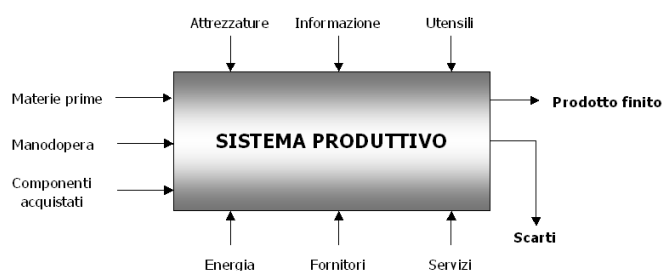 Attrezzature Informazione Utensili
Materie prime
Prodotto finito
Manodopera
SISTEMA PRODUTTIVO
Componenti
acquistati
Scarti
Energia Fornitori Servizi